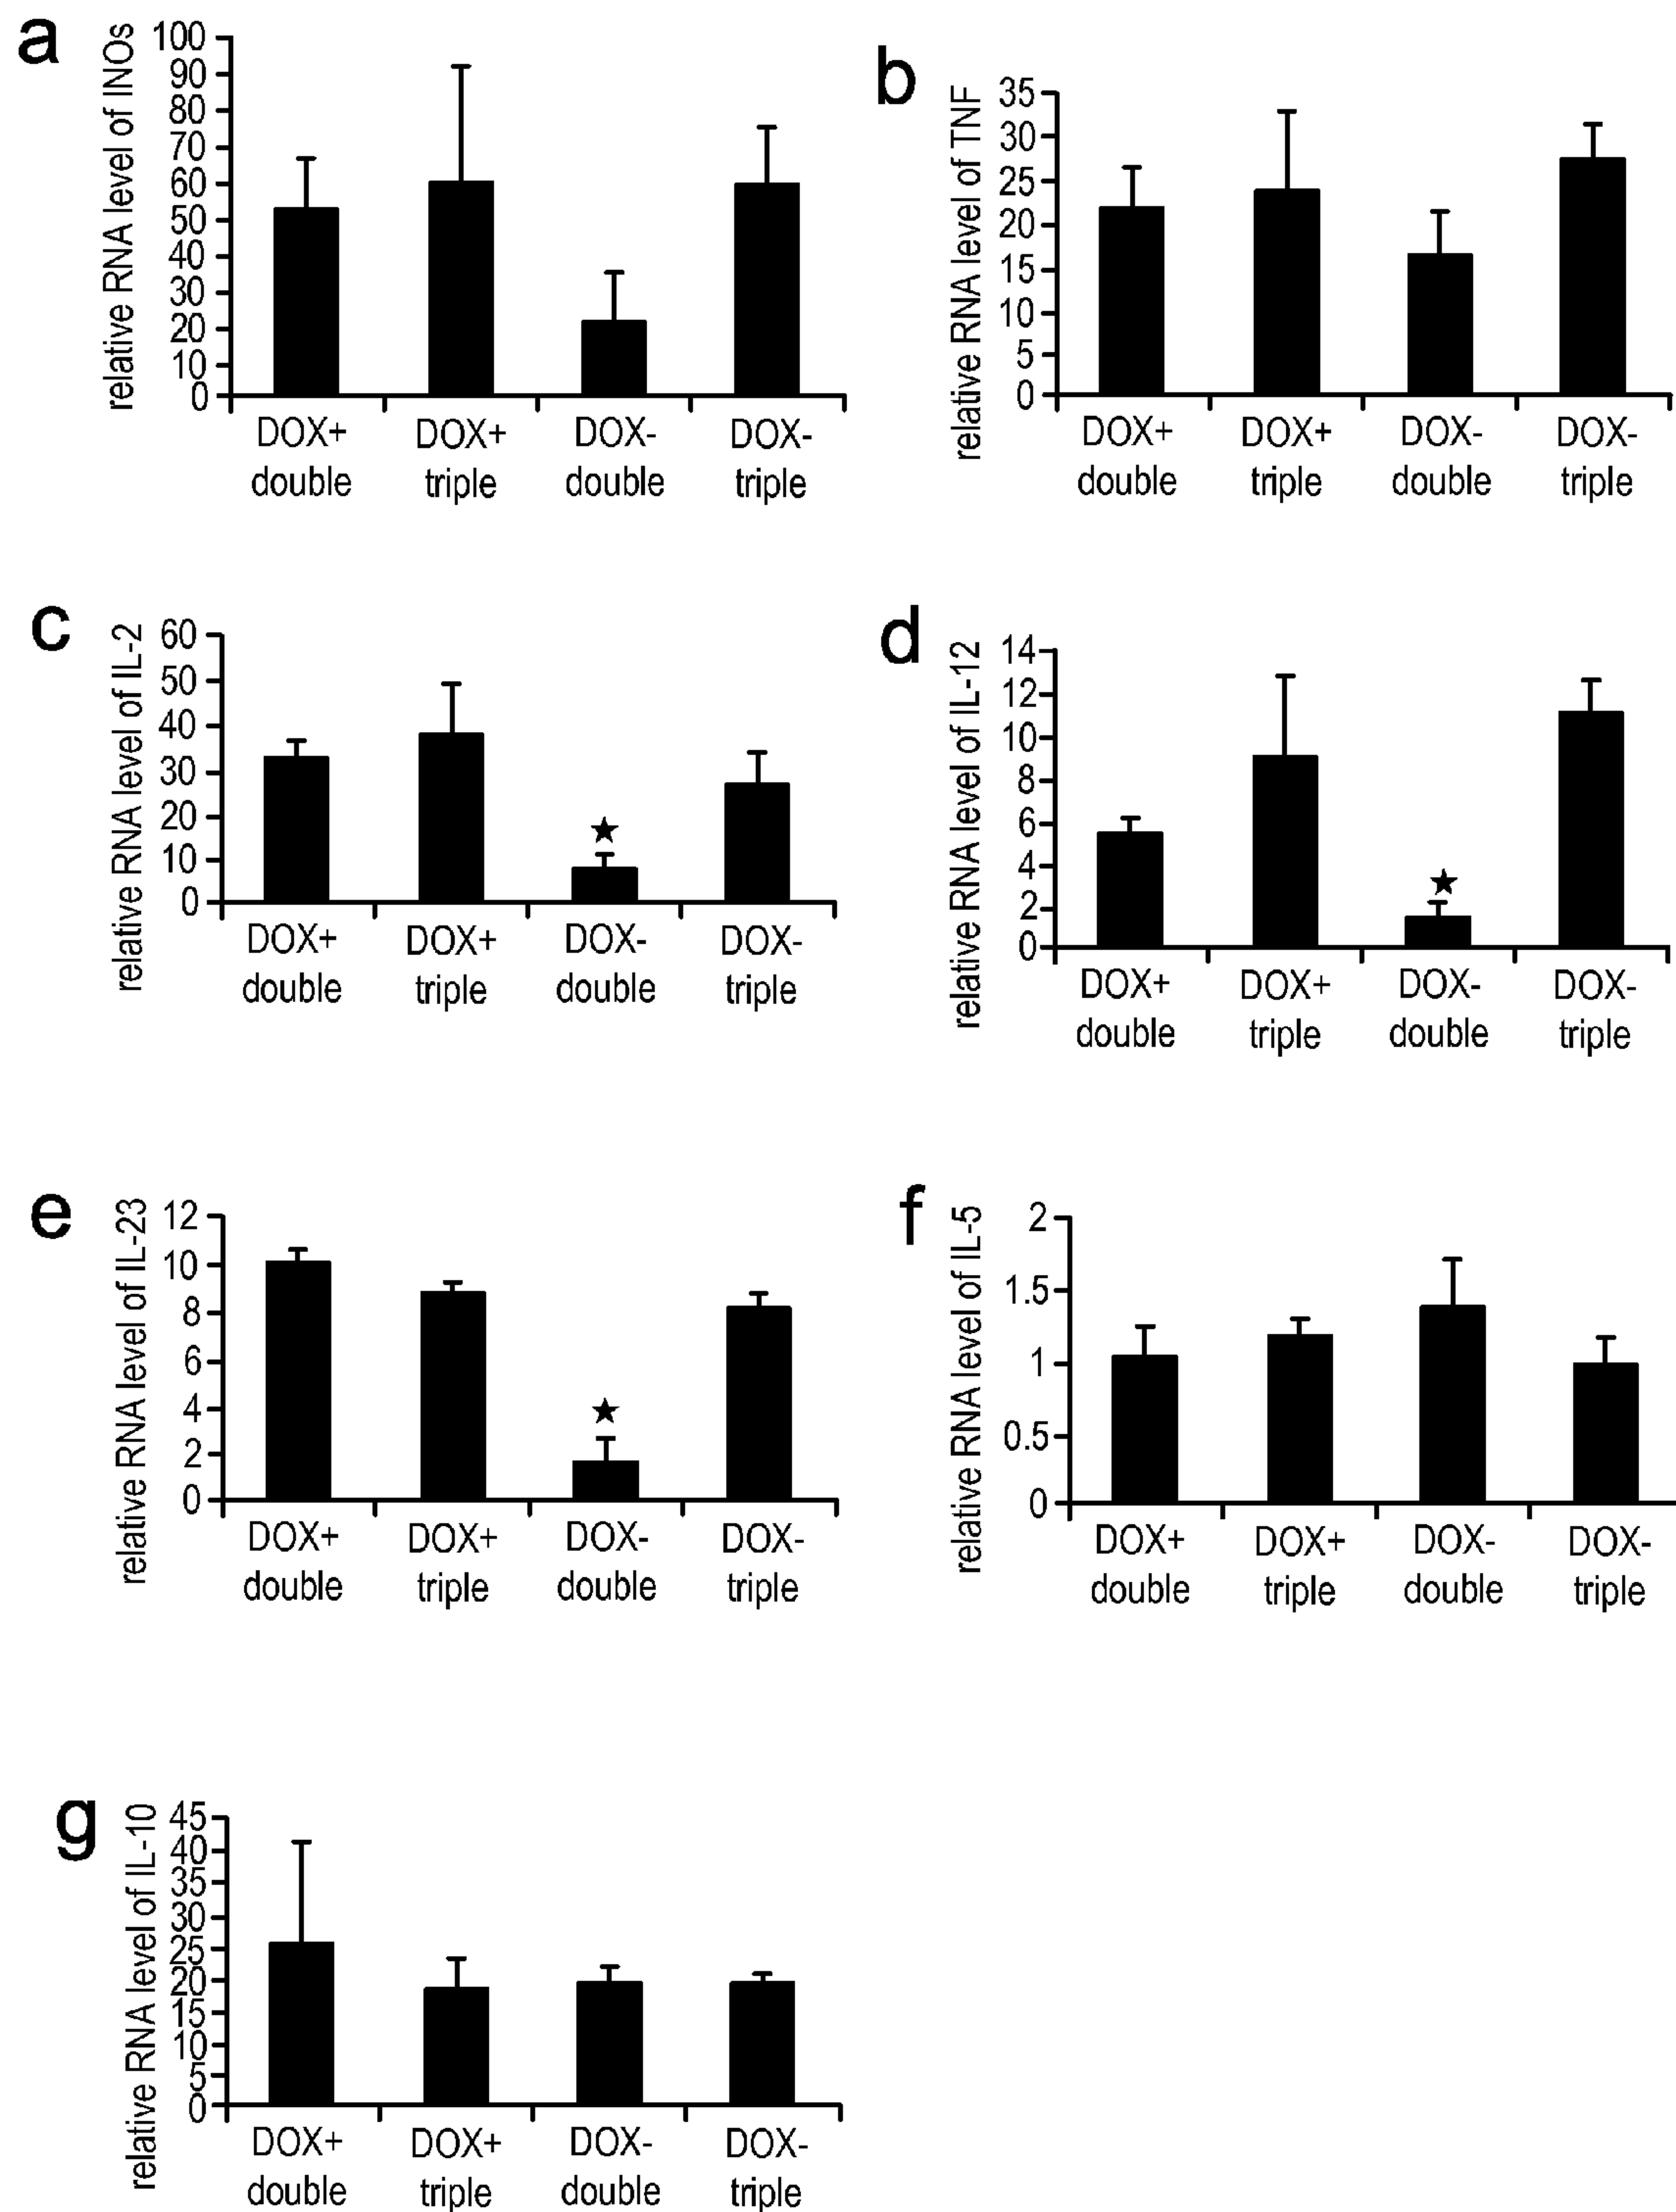 a
relative RNA level of INOs
100
90
80
70
60
50
40
30
20
10
0
DOX+ DOX+ DOX- DOX-
double triple double triple
b
relative RNA level of TNF
35
30
25
20
15
10
5
0
DOX+ DOX+ DOX- DOX-
double triple double triple
c
relative RNA level of IL-2
60
50
40
30
20
10
0
★
DOX+ DOX+ DOX- DOX-
double triple double triple
d
relative RNA level of IL-12
14
12
10
8
6
4
2
0
★
DOX+ DOX+ DOX- DOX-
double triple double triple
e
relative RNA level of IL-23
12
10
8
6
4
2
0
★
DOX+ DOX+ DOX- DOX-
double triple double triple
f
relative RNA level of IL-5
2
1.5
1
0.5
0
DOX+ DOX+ DOX- DOX-
double triple double triple
g
relative RNA level of IL-10
45
40
35
30
25
20
15
10
5
0
DOX+ DOX+ DOX- DOX-
double triple double triple